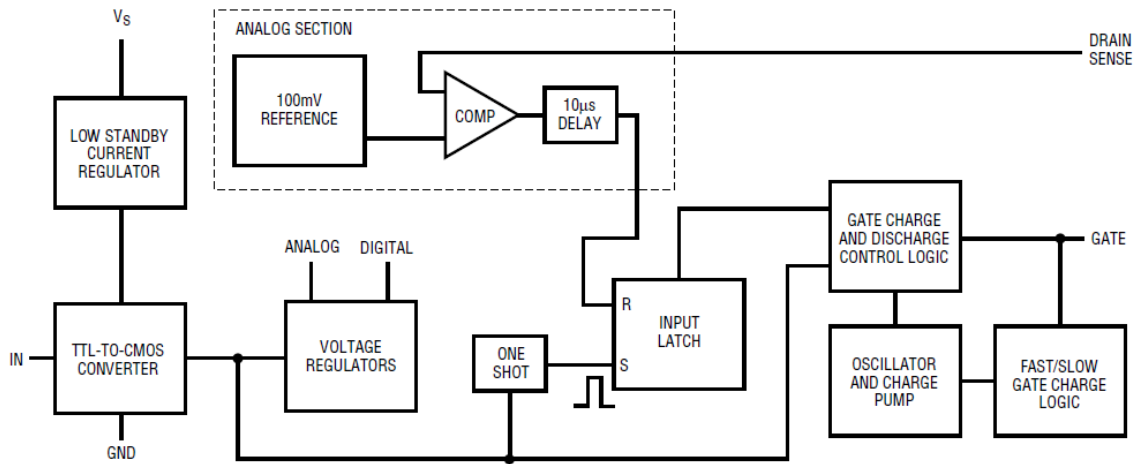 VS
ANALOG SECTION
DRAIN
SENSE
100mV
REFERENCE
COMP
10μs
DELAY
LOW STANDBY
CURRENT
REGULATOR
GATE CHARGE
AND DISCHARGE
CONTROL LOGIC
GATE
ANALOG
DIGITAL
R
INPUT
LATCH
S
IN
TTL-TO-CMOS
CONVERTER
VOLTAGE
REGULATORS
ONE
SHOT
OSCILLATOR
AND CHARGE
PUMP
FAST/SLOW
GATE CHARGE
LOGIC
GND